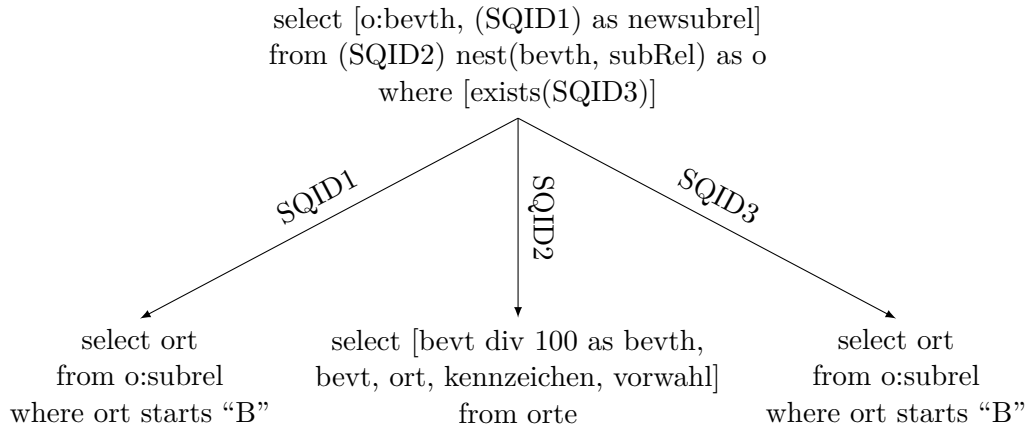 select [o:bevth, (SQID1) as newsubrel]
from (SQID2) nest(bevth, subRel) as o
where [exists(SQID3)]
SQID1
SQID2
SQID3
select ort
from o:subrel
where ort starts “B”
select [bevt div 100 as bevth,
bevt, ort, kennzeichen, vorwahl]
from orte
select ort
from o:subrel
where ort starts “B”